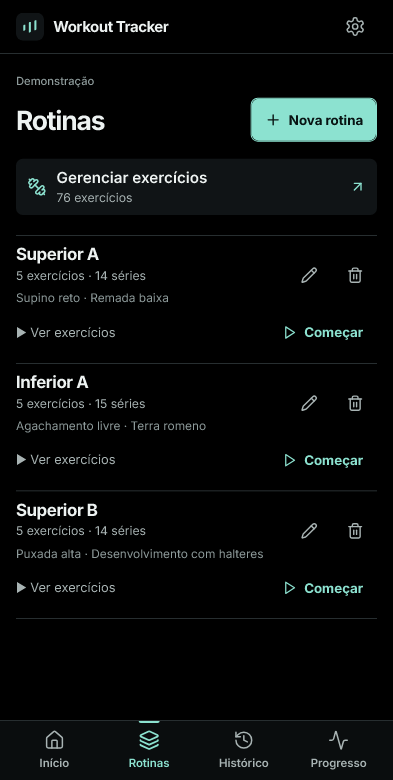 Workout Tracker
Demonstração
Rotinas
Nova rotina
Gerenciar exercícios
76 exercícios
Superior A
5 exercícios · 14 séries
Supino reto · Remada baixa
Ver exercícios
Começar
Inferior A
5 exercícios · 15 séries
Agachamento livre · Terra romeno
Ver exercícios
Começar
Superior B
5 exercícios · 14 séries
Puxada alta · Desenvolvimento com halteres
Ver exercícios
Começar
Início
Rotinas
Histórico
Progresso